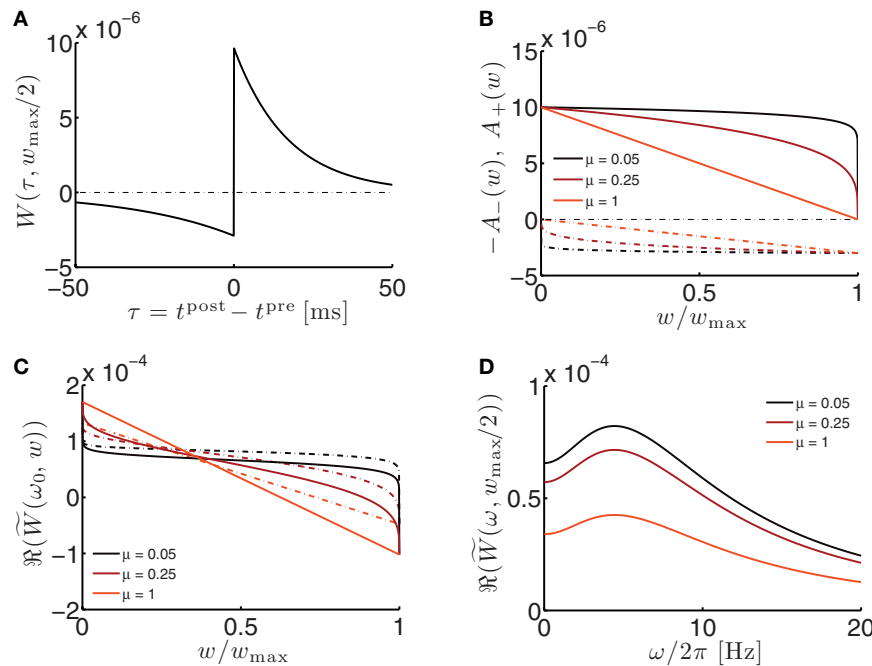 A
10 x 10⁻⁶
5
0
−5
−50
0
50
W(τ, w_max/2)
τ = t^post − t^pre [ms]
B
15 x 10⁻⁶
10
5
0
−5
0
0.5
1
−A_−(w) , A_+(w)
w/w_max
μ = 0.05
μ = 0.25
μ = 1
C
2 x 10⁻⁴
1
0
−1
−2
0
0.5
1
ℜ(W̃(ω₀, w))
w/w_max
μ = 0.05
μ = 0.25
μ = 1
D
1 x 10⁻⁴
0.5
0
0
10
20
ℜ(W̃(ω, w_max/2))
ω/2π [Hz]
μ = 0.05
μ = 0.25
μ = 1